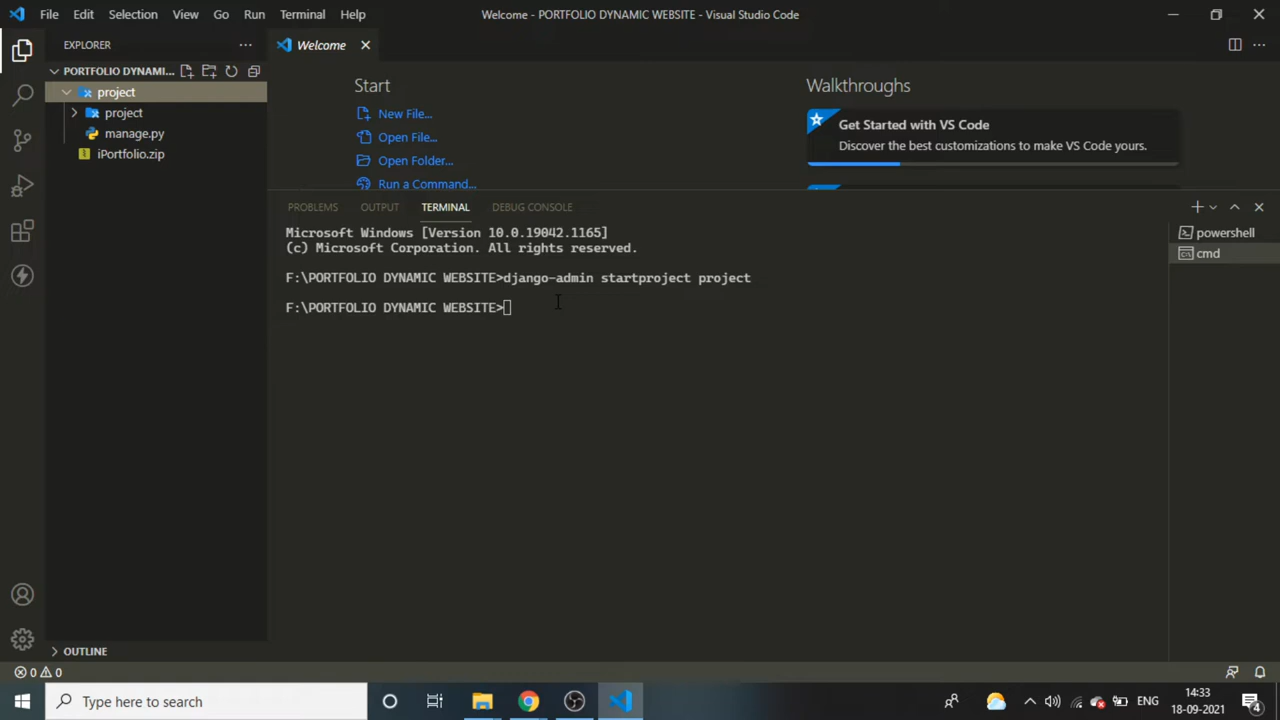 File Edit Selection View Go Run Terminal Help
Welcome - PORTFOLIO DYNAMIC WEBSITE - Visual Studio Code
EXPLORER
Welcome
PORTFOLIO DYNAMI...
project
project
manage.py
iPortfolio.zip
Start
New File...
Open File...
Open Folder...
Run a Command...
Walkthroughs
Get Started with VS Code
Discover the best customizations to make VS Code yours.
PROBLEMS OUTPUT TERMINAL DEBUG CONSOLE
Microsoft Windows [Version 10.0.19042.1165]
(c) Microsoft Corporation. All rights reserved.
F:\PORTFOLIO DYNAMIC WEBSITE>django-admin startproject project
F:\PORTFOLIO DYNAMIC WEBSITE>
powershell
cmd
OUTLINE
0 0
Type here to search
ENG
14:33
18-09-2021
4